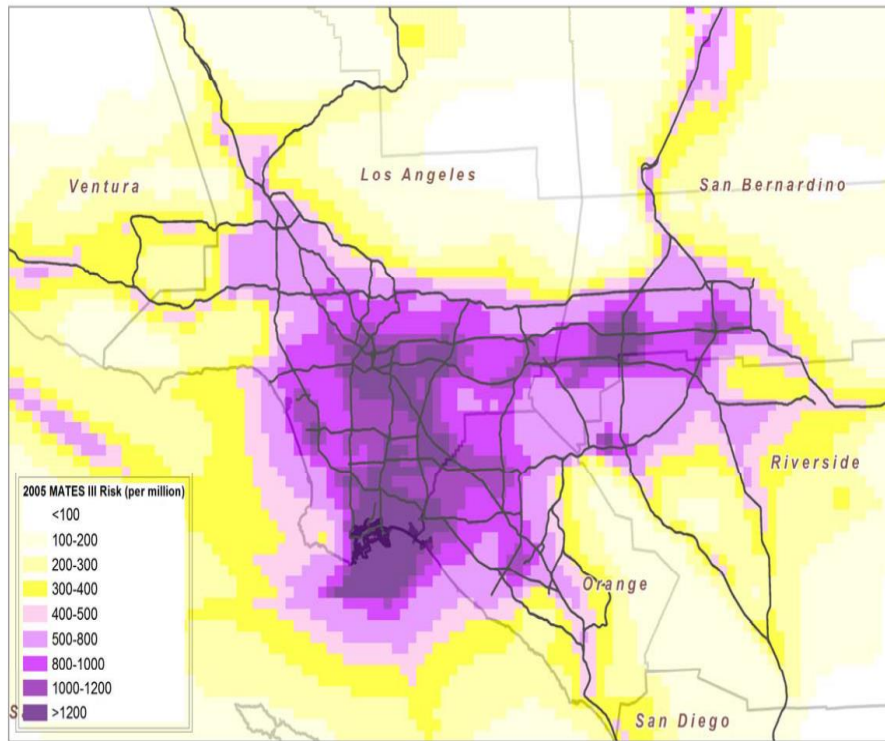 Ventura
Los Angeles
San Bernardino
Riverside
Orange
San Diego
2005 MATES III Risk (per million)
<100
100-200
200-300
300-400
400-500
500-800
800-1000
1000-1200
>1200